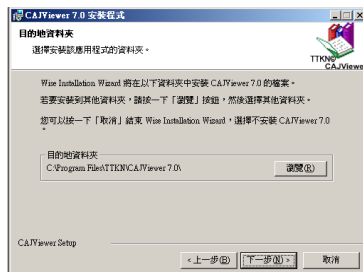 CAJViewer 7.0 安裝程式
目的地資料夾
選擇安裝該應用程式的資料夾。
TTKN
CAJViewer
Wise Installation Wizard 將在以下資料夾中安裝 CAJViewer 7.0 的檔案。
若要安裝到其他資料夾，請按一下「瀏覽」按鈕，然後選擇其他資料夾。
您可以按一下「取消」結束 Wise Installation Wizard，選擇不安裝 CAJViewer 7.0
。
目的地資料夾
C:\Program Files\TTKN\CAJViewer 7.0\
瀏覽(R)
CAJViewer Setup
< 上一步(B)
下一步(N) >
取消